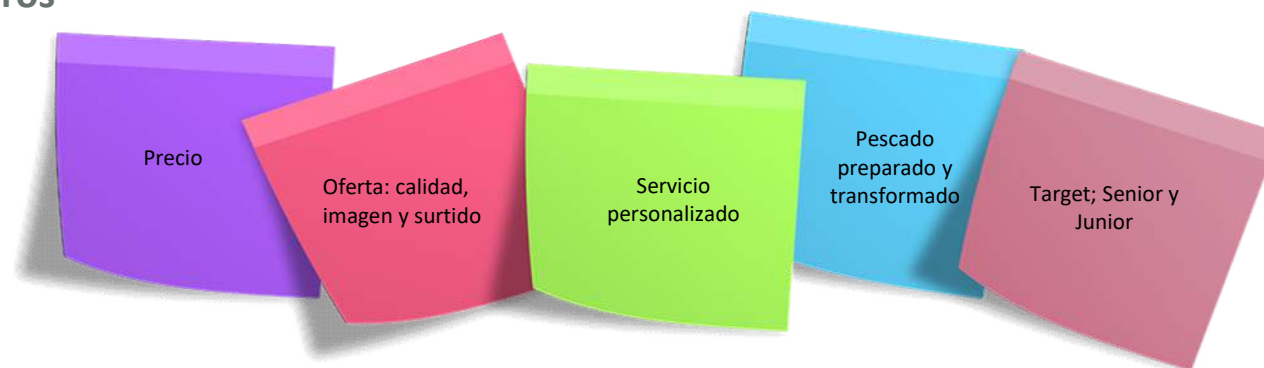 Precio
Oferta: calidad,
imagen y surtido
Servicio
personalizado
Pescado
preparado y
transformado
Target; Senior y
Junior